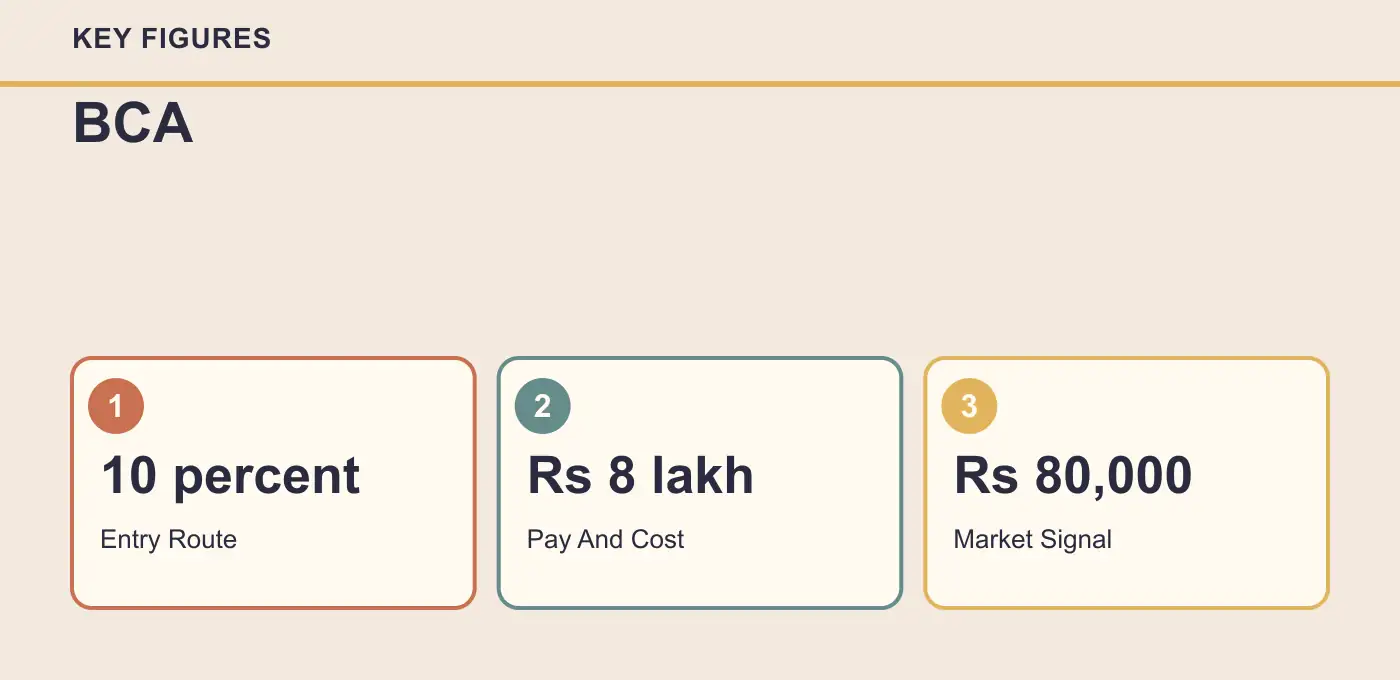 KEY FIGURES
BCA
1
10 percent
Entry Route
2
Rs 8 lakh
Pay And Cost
3
Rs 80,000
Market Signal